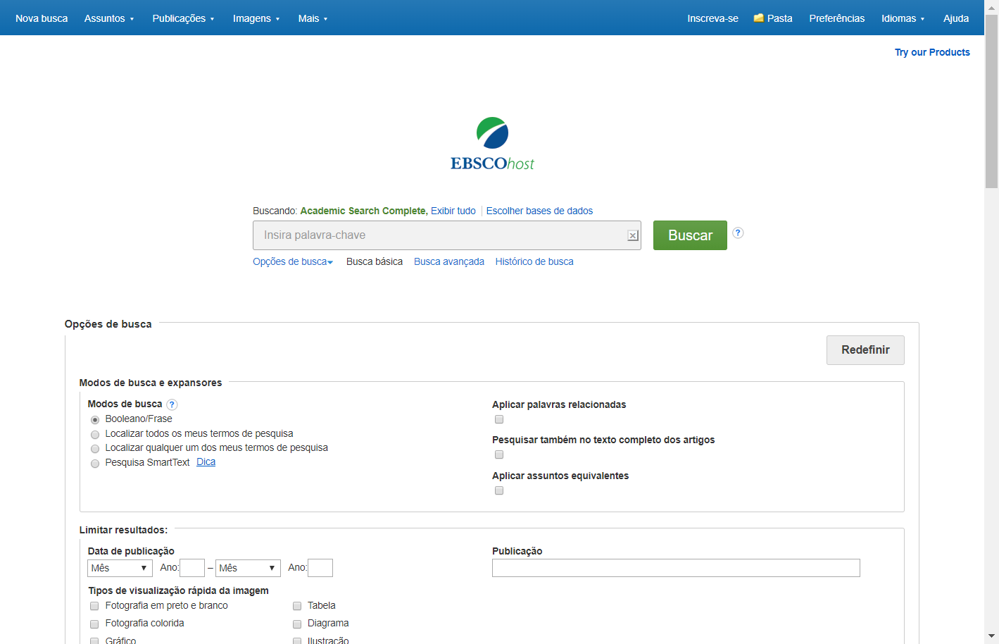 Nova busca Assuntos Publicações Imagens Mais Inscreva-se Pasta Preferências Idiomas Ajuda
Try our Products
EBSCOhost
Buscando: Academic Search Complete, Exibir tudo Escolher bases de dados
Insira palavra-chave Buscar ?
Opções de busca Busca básica Busca avançada Histórico de busca
Opções de busca
Redefinir
Modos de busca e expansores
Modos de busca ?
Booleano/Frase
Localizar todos os meus termos de pesquisa
Localizar qualquer um dos meus termos de pesquisa
Pesquisa SmartText Dica
Aplicar palavras relacionadas
Pesquisar também no texto completo dos artigos
Aplicar assuntos equivalentes
Limitar resultados:
Data de publicação
Mês Ano: – Mês Ano:
Publicação
Tipos de visualização rápida da imagem
Fotografia em preto e branco Tabela
Fotografia colorida Diagrama
Gráfico Ilustração